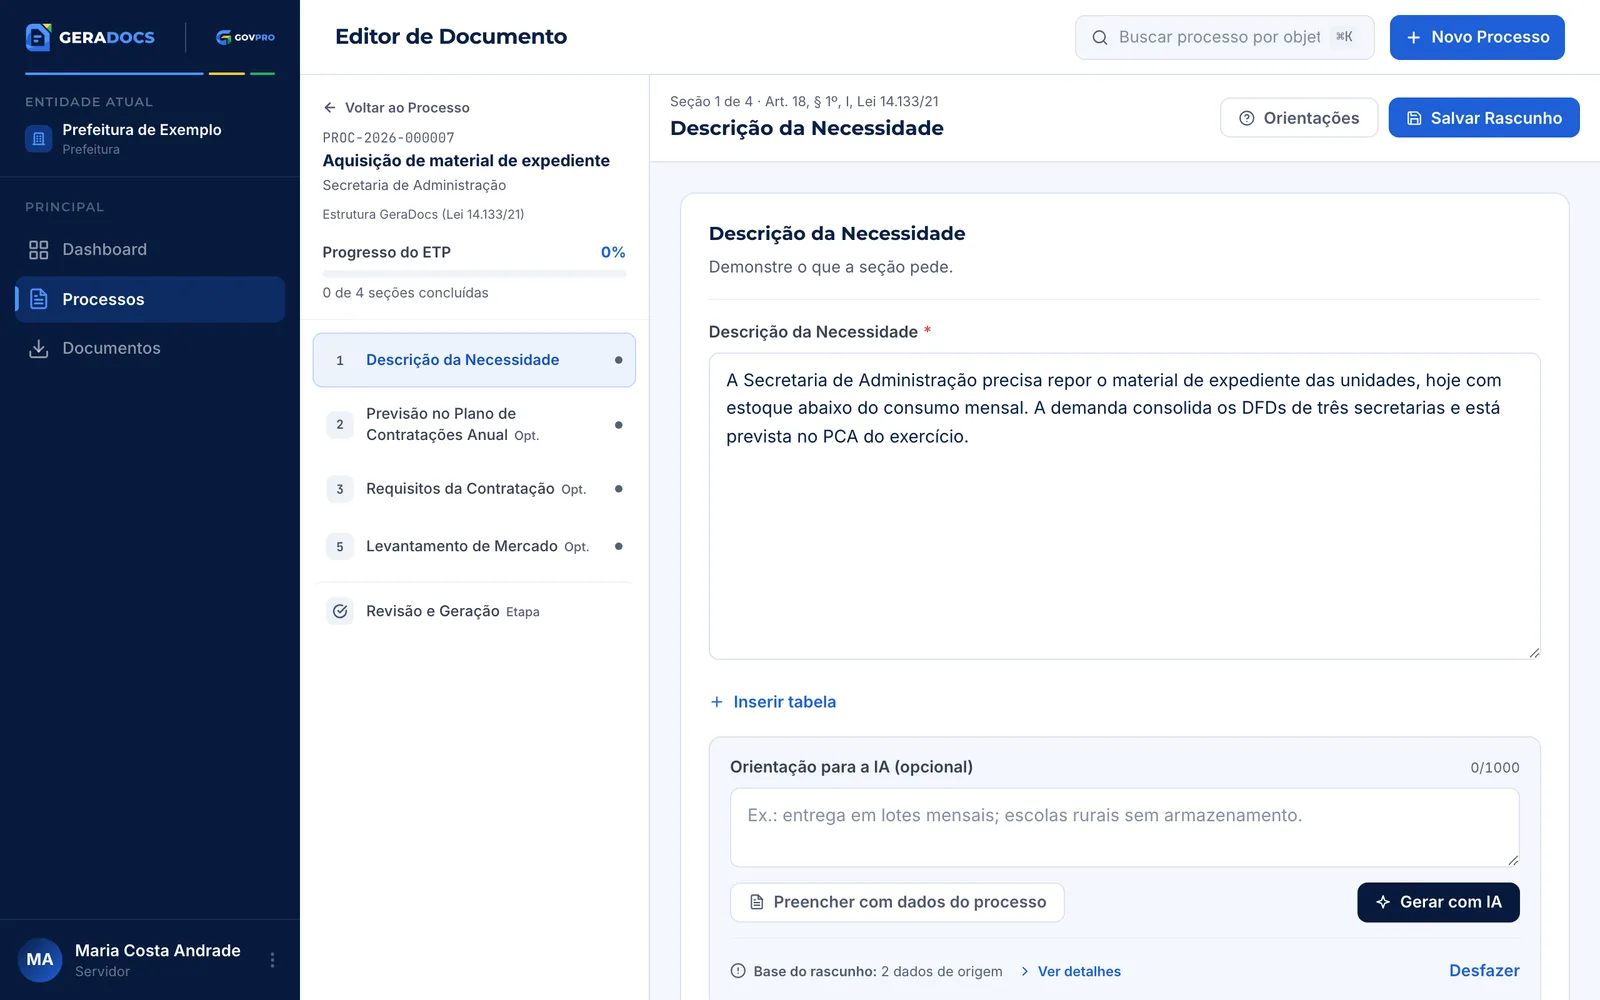 GERADOCS
GOVPRO
ENTIDADE ATUAL
Prefeitura de Exemplo
Prefeitura
PRINCIPAL
Dashboard
Processos
Documentos
MA
Maria Costa Andrade
Servidor
Editor de Documento
Buscar processo por objet
⌘K
+ Novo Processo
← Voltar ao Processo
PROC-2026-000007
Aquisição de material de expediente
Secretaria de Administração
Estrutura GeraDocs (Lei 14.133/21)
Progresso do ETP 0%
0 de 4 seções concluídas
1 Descrição da Necessidade
2 Previsão no Plano de
Contratações Anual Opt.
3 Requisitos da Contratação Opt.
5 Levantamento de Mercado Opt.
Revisão e Geração Etapa
Seção 1 de 4 · Art. 18, § 1º, I, Lei 14.133/21
Descrição da Necessidade
Orientações
Salvar Rascunho
Descrição da Necessidade
Demonstre o que a seção pede.
Descrição da Necessidade *
A Secretaria de Administração precisa repor o material de expediente das unidades, hoje com
estoque abaixo do consumo mensal. A demanda consolida os DFDs de três secretarias e está
prevista no PCA do exercício.
+ Inserir tabela
Orientação para a IA (opcional) 0/1000
Ex.: entrega em lotes mensais; escolas rurais sem armazenamento.
Preencher com dados do processo
Gerar com IA
Base do rascunho: 2 dados de origem > Ver detalhes
Desfazer